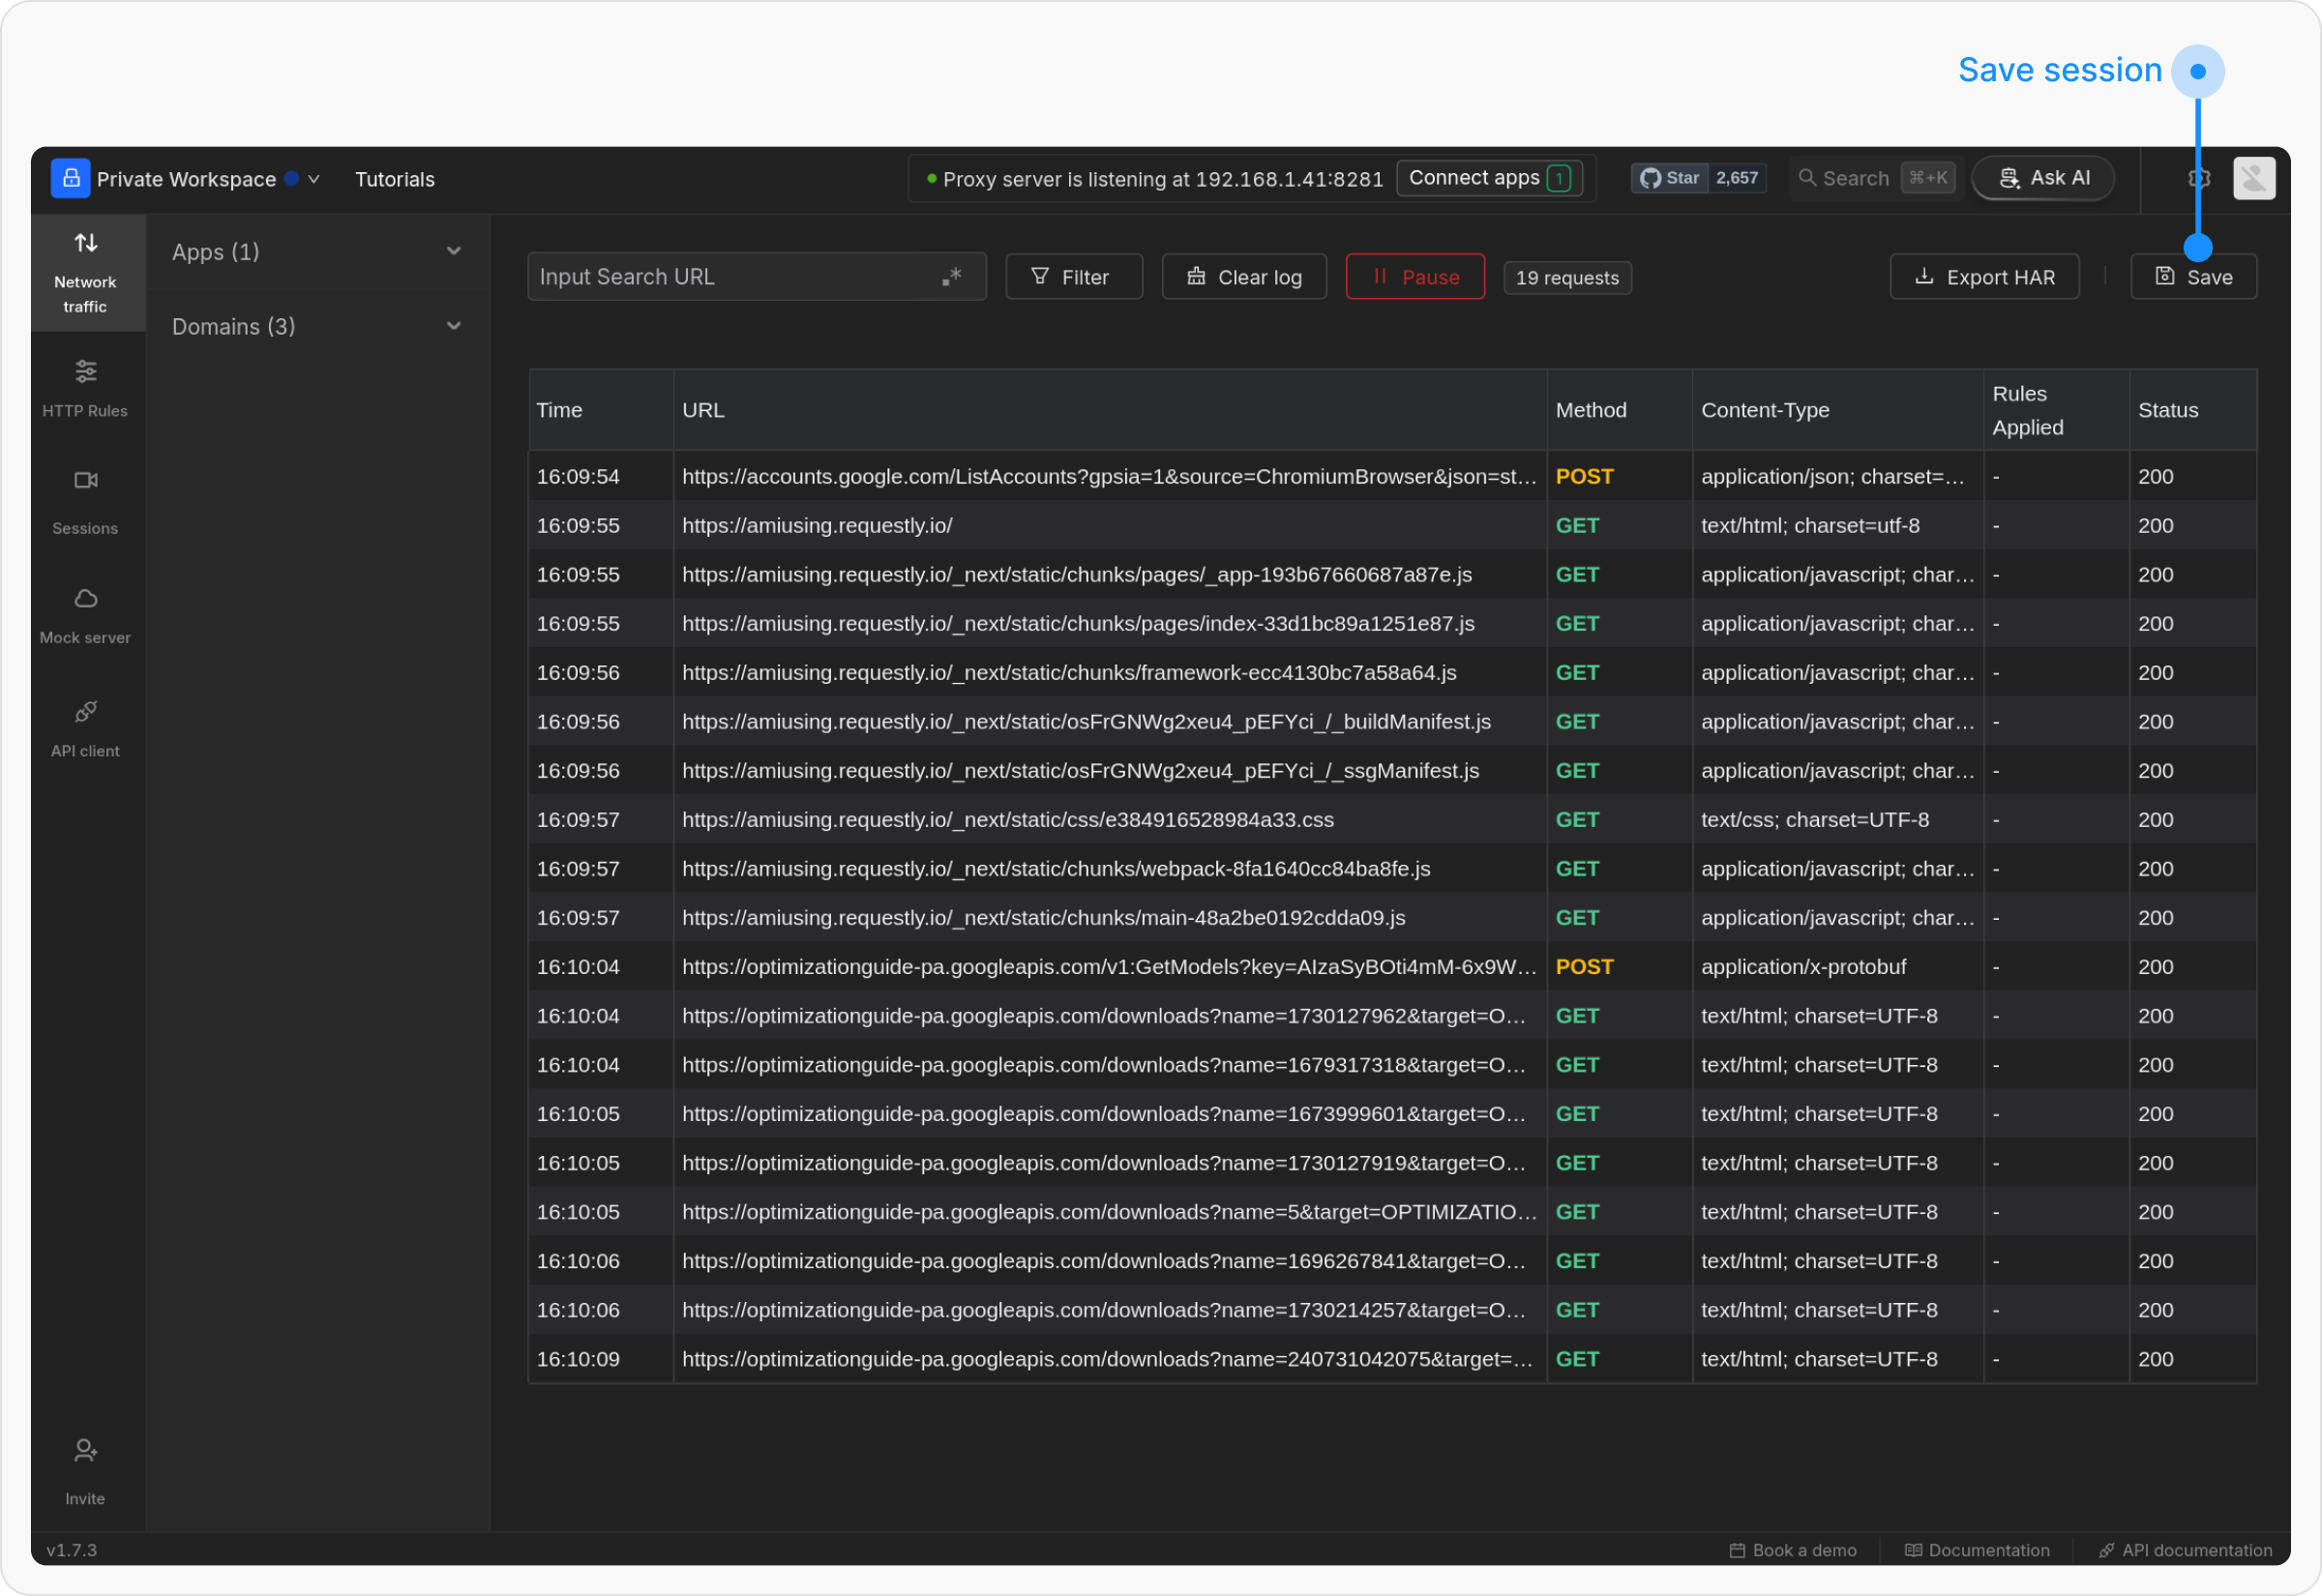 Save session
Private Workspace
Tutorials
Proxy server is listening at 192.168.1.41:8281
Connect apps 1
Star 2,657
Search ⌘+K
Ask AI
Network
traffic
HTTP Rules
Sessions
Mock server
API client
Invite
Apps (1)
Domains (3)
Input Search URL .*
Filter
Clear log
Pause
19 requests
Export HAR
Save
Time URL Method Content-Type Rules Applied Status
16:09:54 https://accounts.google.com/ListAccounts?gpsia=1&source=ChromiumBrowser&json=st... POST application/json; charset=... - 200
16:09:55 https://amiusing.requestly.io/ GET text/html; charset=utf-8 - 200
16:09:55 https://amiusing.requestly.io/_next/static/chunks/pages/_app-193b67660687a87e.js GET application/javascript; char... - 200
16:09:55 https://amiusing.requestly.io/_next/static/chunks/pages/index-33d1bc89a1251e87.js GET application/javascript; char... - 200
16:09:56 https://amiusing.requestly.io/_next/static/chunks/framework-ecc4130bc7a58a64.js GET application/javascript; char... - 200
16:09:56 https://amiusing.requestly.io/_next/static/osFrGNWg2xeu4_pEFYci_/_buildManifest.js GET application/javascript; char... - 200
16:09:56 https://amiusing.requestly.io/_next/static/osFrGNWg2xeu4_pEFYci_/_ssgManifest.js GET application/javascript; char... - 200
16:09:57 https://amiusing.requestly.io/_next/static/css/e384916528984a33.css GET text/css; charset=UTF-8 - 200
16:09:57 https://amiusing.requestly.io/_next/static/chunks/webpack-8fa1640cc84ba8fe.js GET application/javascript; char... - 200
16:09:57 https://amiusing.requestly.io/_next/static/chunks/main-48a2be0192cdda09.js GET application/javascript; char... - 200
16:10:04 https://optimizationguide-pa.googleapis.com/v1:GetModels?key=AIzaSyBOti4mM-6x9W... POST application/x-protobuf - 200
16:10:04 https://optimizationguide-pa.googleapis.com/downloads?name=1730127962&target=O... GET text/html; charset=UTF-8 - 200
16:10:04 https://optimizationguide-pa.googleapis.com/downloads?name=1679317318&target=O... GET text/html; charset=UTF-8 - 200
16:10:05 https://optimizationguide-pa.googleapis.com/downloads?name=1673999601&target=O... GET text/html; charset=UTF-8 - 200
16:10:05 https://optimizationguide-pa.googleapis.com/downloads?name=1730127919&target=O... GET text/html; charset=UTF-8 - 200
16:10:05 https://optimizationguide-pa.googleapis.com/downloads?name=5&target=OPTIMIZATIO... GET text/html; charset=UTF-8 - 200
16:10:06 https://optimizationguide-pa.googleapis.com/downloads?name=1696267841&target=O... GET text/html; charset=UTF-8 - 200
16:10:06 https://optimizationguide-pa.googleapis.com/downloads?name=1730214257&target=O... GET text/html; charset=UTF-8 - 200
16:10:09 https://optimizationguide-pa.googleapis.com/downloads?name=240731042075&target=... GET text/html; charset=UTF-8 - 200
v1.7.3
Book a demo
Documentation
API documentation